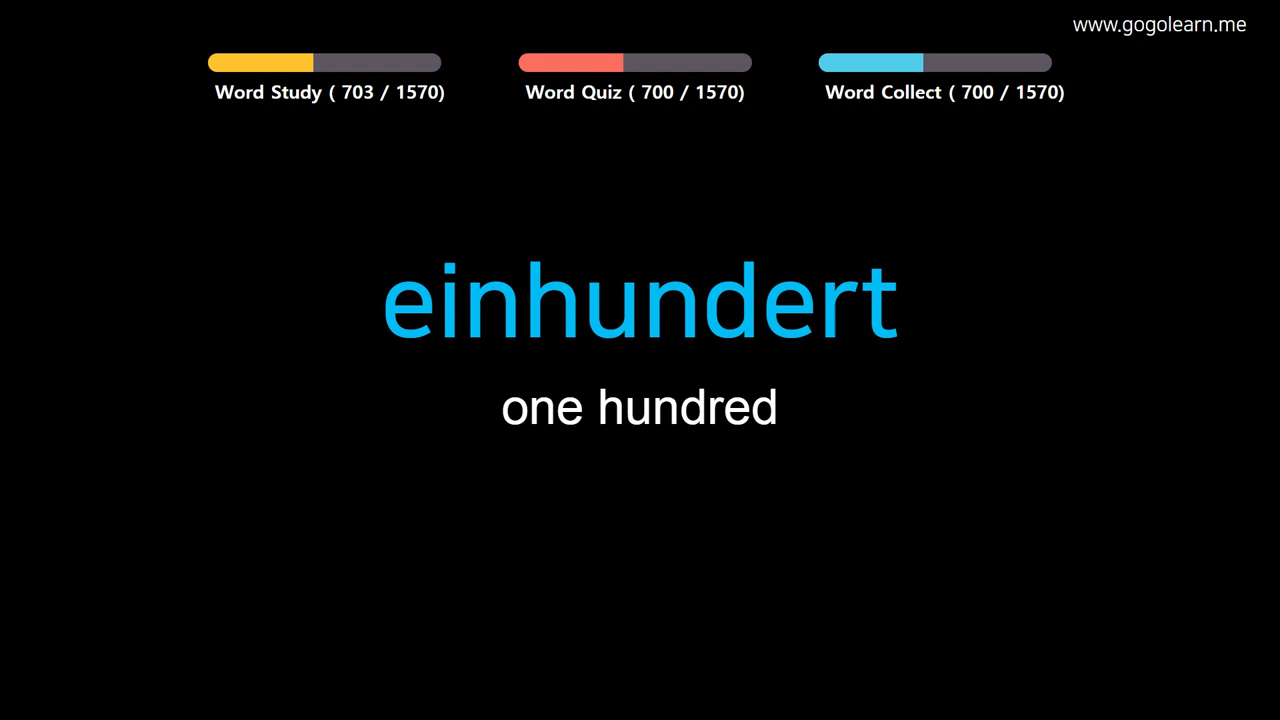 www.gogolearn.me
Word Study ( 703 / 1570)
Word Quiz ( 700 / 1570)
Word Collect ( 700 / 1570)
einhundert
one hundred